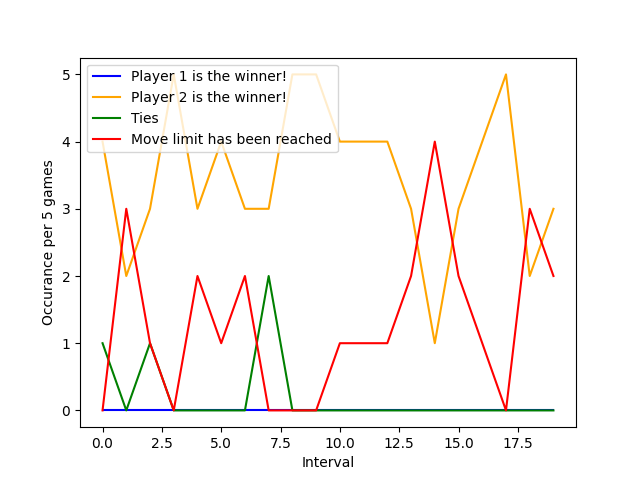 Player 1 is the winner!
Player 2 is the winner!
Ties
Move limit has been reached
5
4
3
2
1
0
Occurance per 5 games
0.0 2.5 5.0 7.5 10.0 12.5 15.0 17.5
Interval